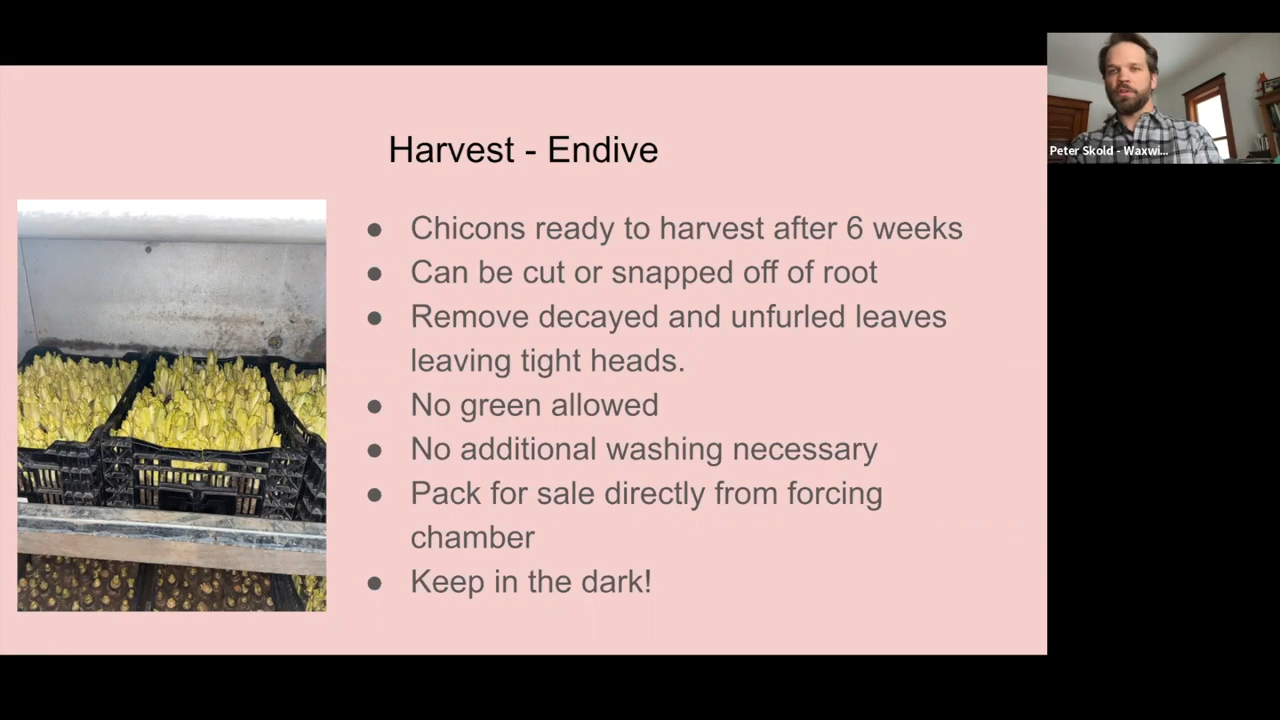 Harvest - Endive
● Chicons ready to harvest after 6 weeks
● Can be cut or snapped off of root
● Remove decayed and unfurled leaves
leaving tight heads.
● No green allowed
● No additional washing necessary
● Pack for sale directly from forcing
chamber
● Keep in the dark!
Peter Skold - Waxwi...